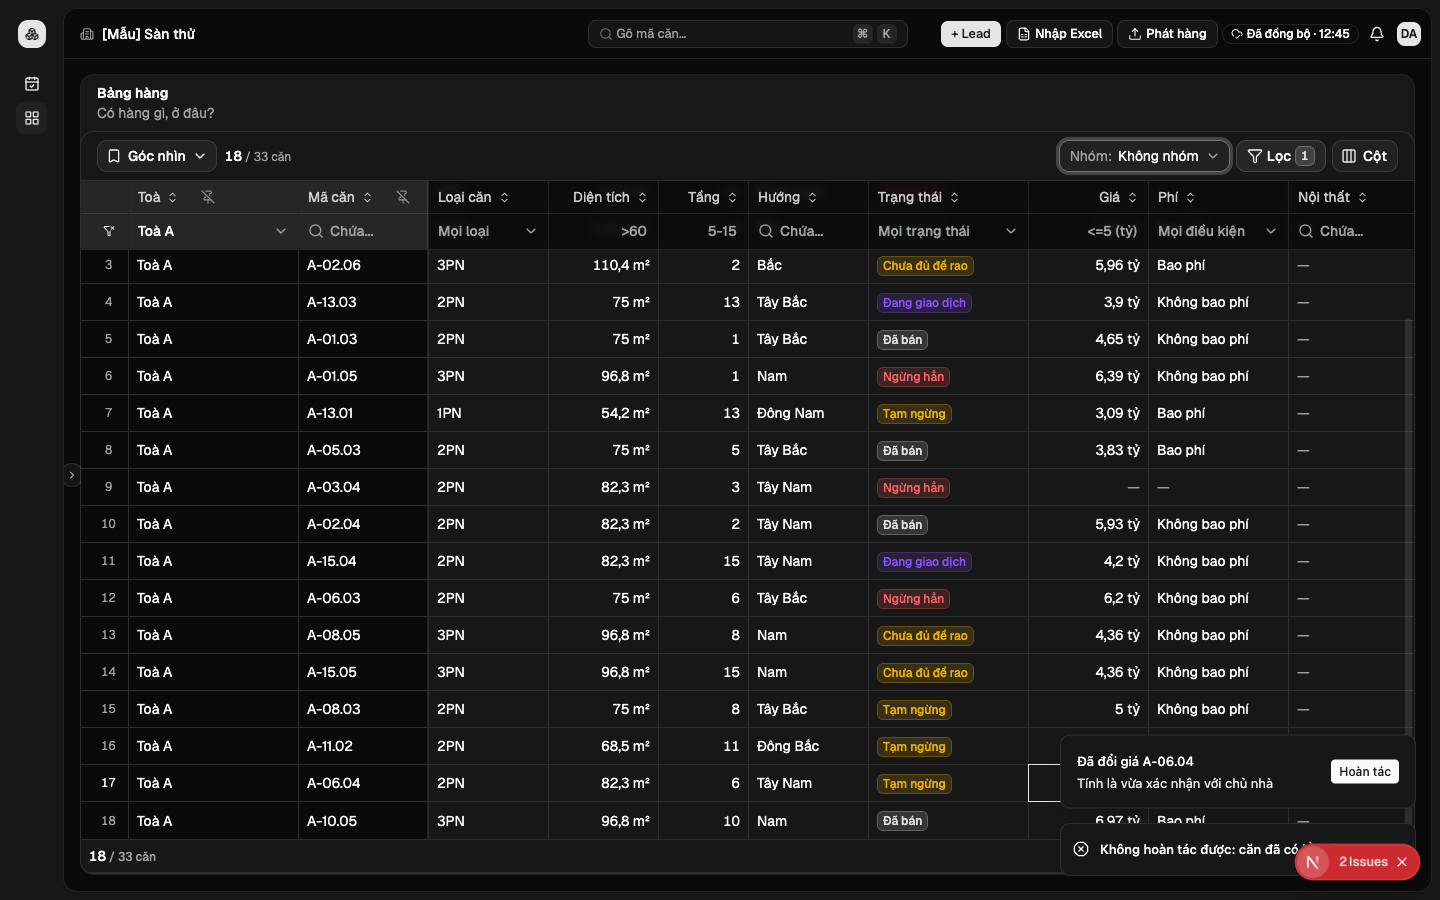 [Mẫu] Sàn thử
Gõ mã căn... ⌘ K
+ Lead
Nhập Excel
Phát hàng
Đã đồng bộ · 12:45
DA
Bảng hàng
Có hàng gì, ở đâu?
Góc nhìn
18 / 33 căn
Nhóm: Không nhóm
Lọc 1
Cột
Toà Mã căn Loại căn Diện tích Tầng Hướng Trạng thái Giá Phí Nội thất
Toà A Chứa... Mọi loại >60 5-15 Chứa... Mọi trạng thái <=5 (tỷ) Mọi điều kiện Chứa...
3 Toà A A-02.06 3PN 110,4 m² 2 Bắc Chưa đủ để rao 5,96 tỷ Bao phí —
4 Toà A A-13.03 2PN 75 m² 13 Tây Bắc Đang giao dịch 3,9 tỷ Không bao phí —
5 Toà A A-01.03 2PN 75 m² 1 Tây Bắc Đã bán 4,65 tỷ Không bao phí —
6 Toà A A-01.05 3PN 96,8 m² 1 Nam Ngừng hẳn 6,39 tỷ Không bao phí —
7 Toà A A-13.01 1PN 54,2 m² 13 Đông Nam Tạm ngừng 3,09 tỷ Bao phí —
8 Toà A A-05.03 2PN 75 m² 5 Tây Bắc Đã bán 3,83 tỷ Bao phí —
9 Toà A A-03.04 2PN 82,3 m² 3 Tây Nam Ngừng hẳn — — —
10 Toà A A-02.04 2PN 82,3 m² 2 Tây Nam Đã bán 5,93 tỷ Không bao phí —
11 Toà A A-15.04 2PN 82,3 m² 15 Tây Nam Đang giao dịch 4,2 tỷ Không bao phí —
12 Toà A A-06.03 2PN 75 m² 6 Tây Bắc Ngừng hẳn 6,2 tỷ Không bao phí —
13 Toà A A-08.05 3PN 96,8 m² 8 Nam Chưa đủ để rao 4,36 tỷ Không bao phí —
14 Toà A A-15.05 3PN 96,8 m² 15 Nam Chưa đủ để rao 4,36 tỷ Không bao phí —
15 Toà A A-08.03 2PN 75 m² 8 Tây Bắc Tạm ngừng 5 tỷ Không bao phí —
16 Toà A A-11.02 2PN 68,5 m² 11 Đông Bắc Tạm ngừng
17 Toà A A-06.04 2PN 82,3 m² 6 Tây Nam Tạm ngừng
18 Toà A A-10.05 3PN 96,8 m² 10 Nam Đã bán 6,97 tỷ Bao phí —
18 / 33 căn
Đã đổi giá A-06.04
Tính là vừa xác nhận với chủ nhà
Hoàn tác
Không hoàn tác được: căn đã có
N 2 Issues